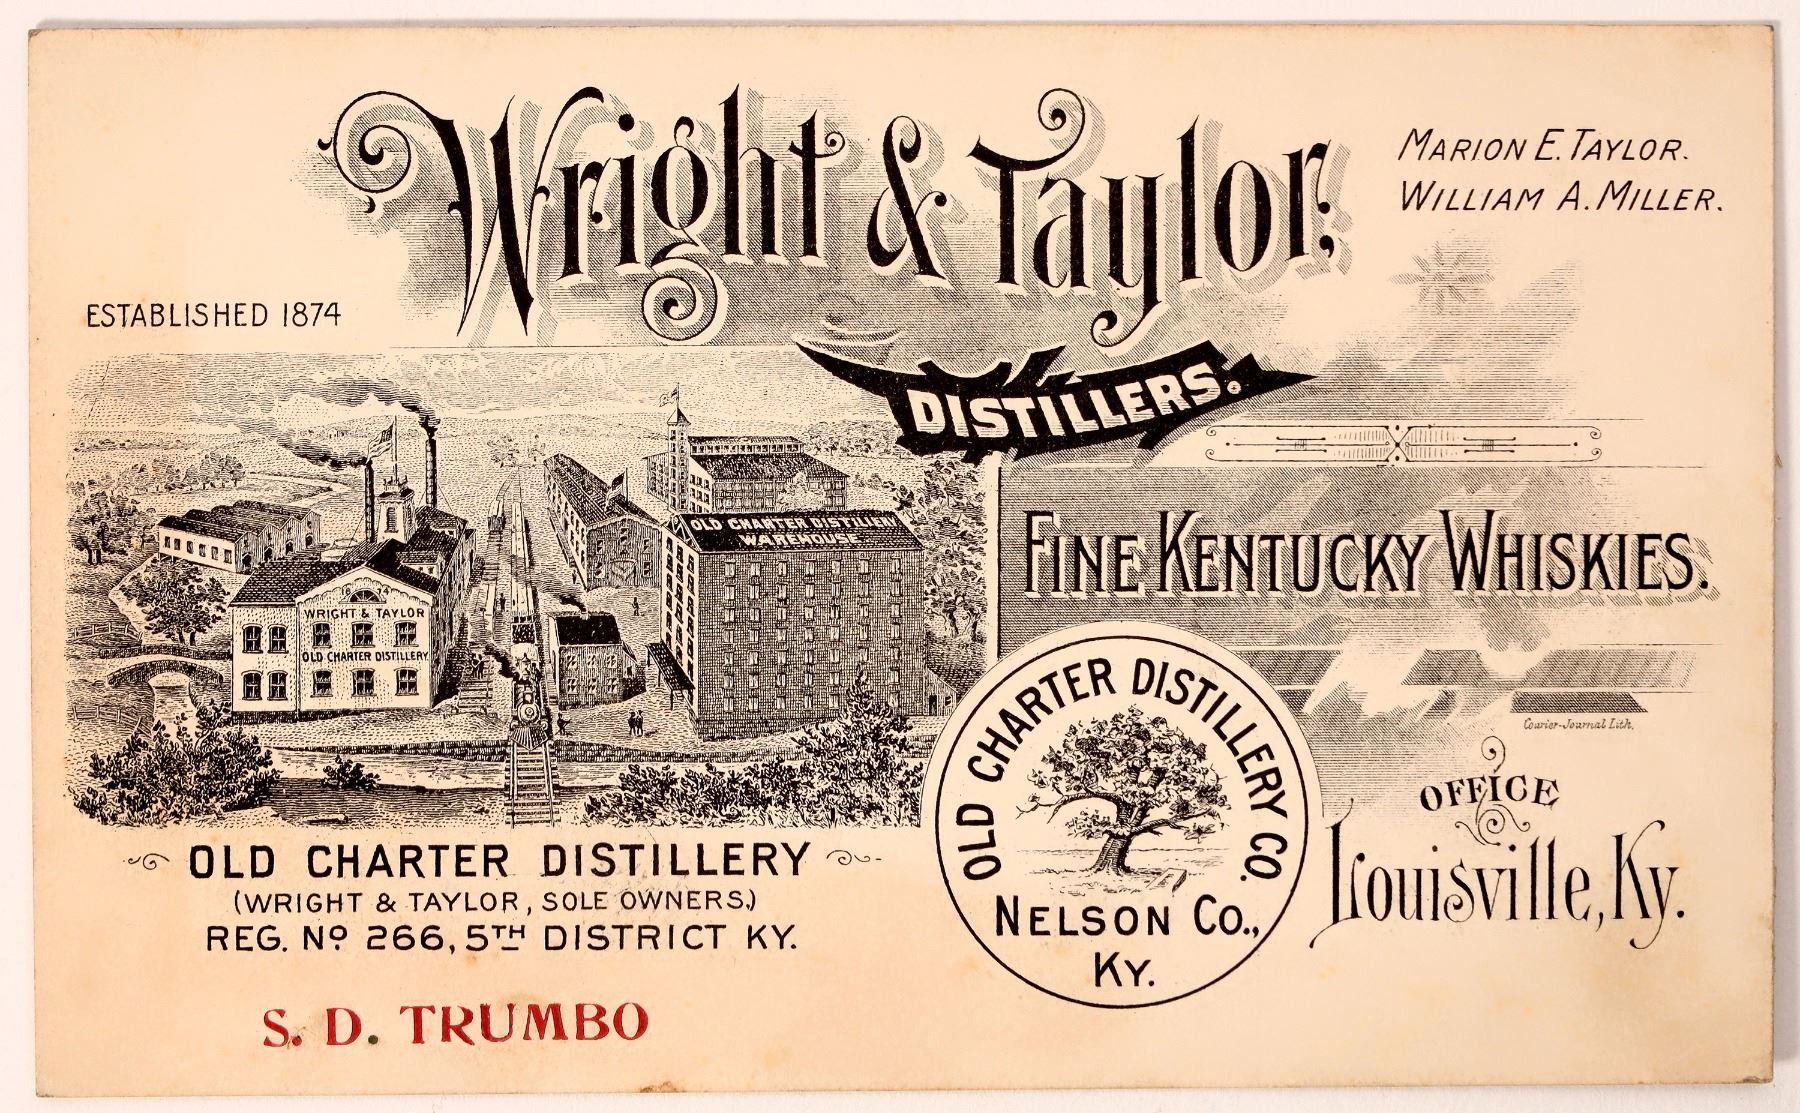 Wright & Taylor,
DISTILLERS.
MARION E. TAYLOR.
WILLIAM A. MILLER.
ESTABLISHED 1874
OLD CHARTER DISTILLERY
WAREHOUSE
1874
WRIGHT & TAYLOR
OLD CHARTER DISTILLERY
FINE KENTUCKY WHISKIES.
Courier-Journal Lith.
OLD CHARTER DISTILLERY CO.
NELSON CO.,
KY.
OFFICE
Louisville, Ky.
OLD CHARTER DISTILLERY
(WRIGHT & TAYLOR, SOLE OWNERS.)
REG. Nº 266, 5TH DISTRICT KY.
S. D. TRUMBO